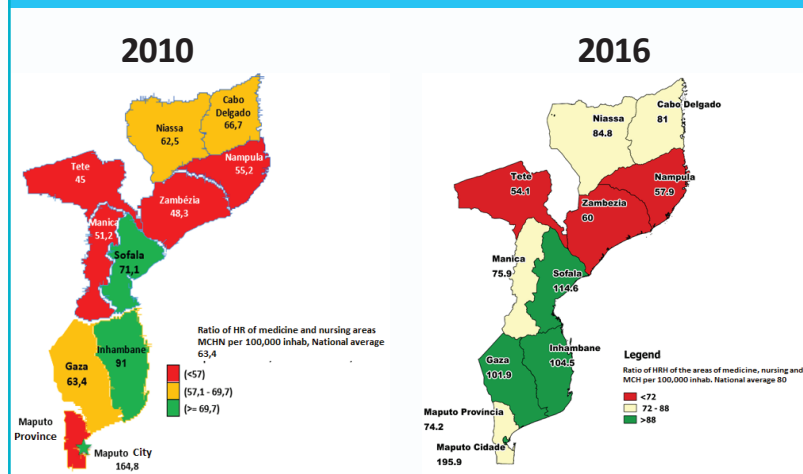 2010
Cabo
Delgado
66,7
Niassa
62,5
Nampula
55,2
Tete
45
Zambézia
48,3
Manica
51,2
Sofala
71,1
Inhambane
91
Gaza
63,4
Maputo
Province
Maputo City
164,8
Ratio of HR of medicine and nursing areas
MCHN per 100,000 inhab, National average
63,4
(<57)
(57,1 - 69,7)
(>= 69,7)
2016
Cabo Delgado
81
Niassa
84.8
Nampula
57.9
Tete
54.1
Zambezia
60
Manica
75.9
Sofala
114.6
Inhambane
104.5
Gaza
101.9
Maputo Província
74.2
Maputo Cidade
195.9
Legend
Ratio of HRH of the areas of medicine, nursing and
MCH per 100,000 inhab. National average 80
<72
72 - 88
>88